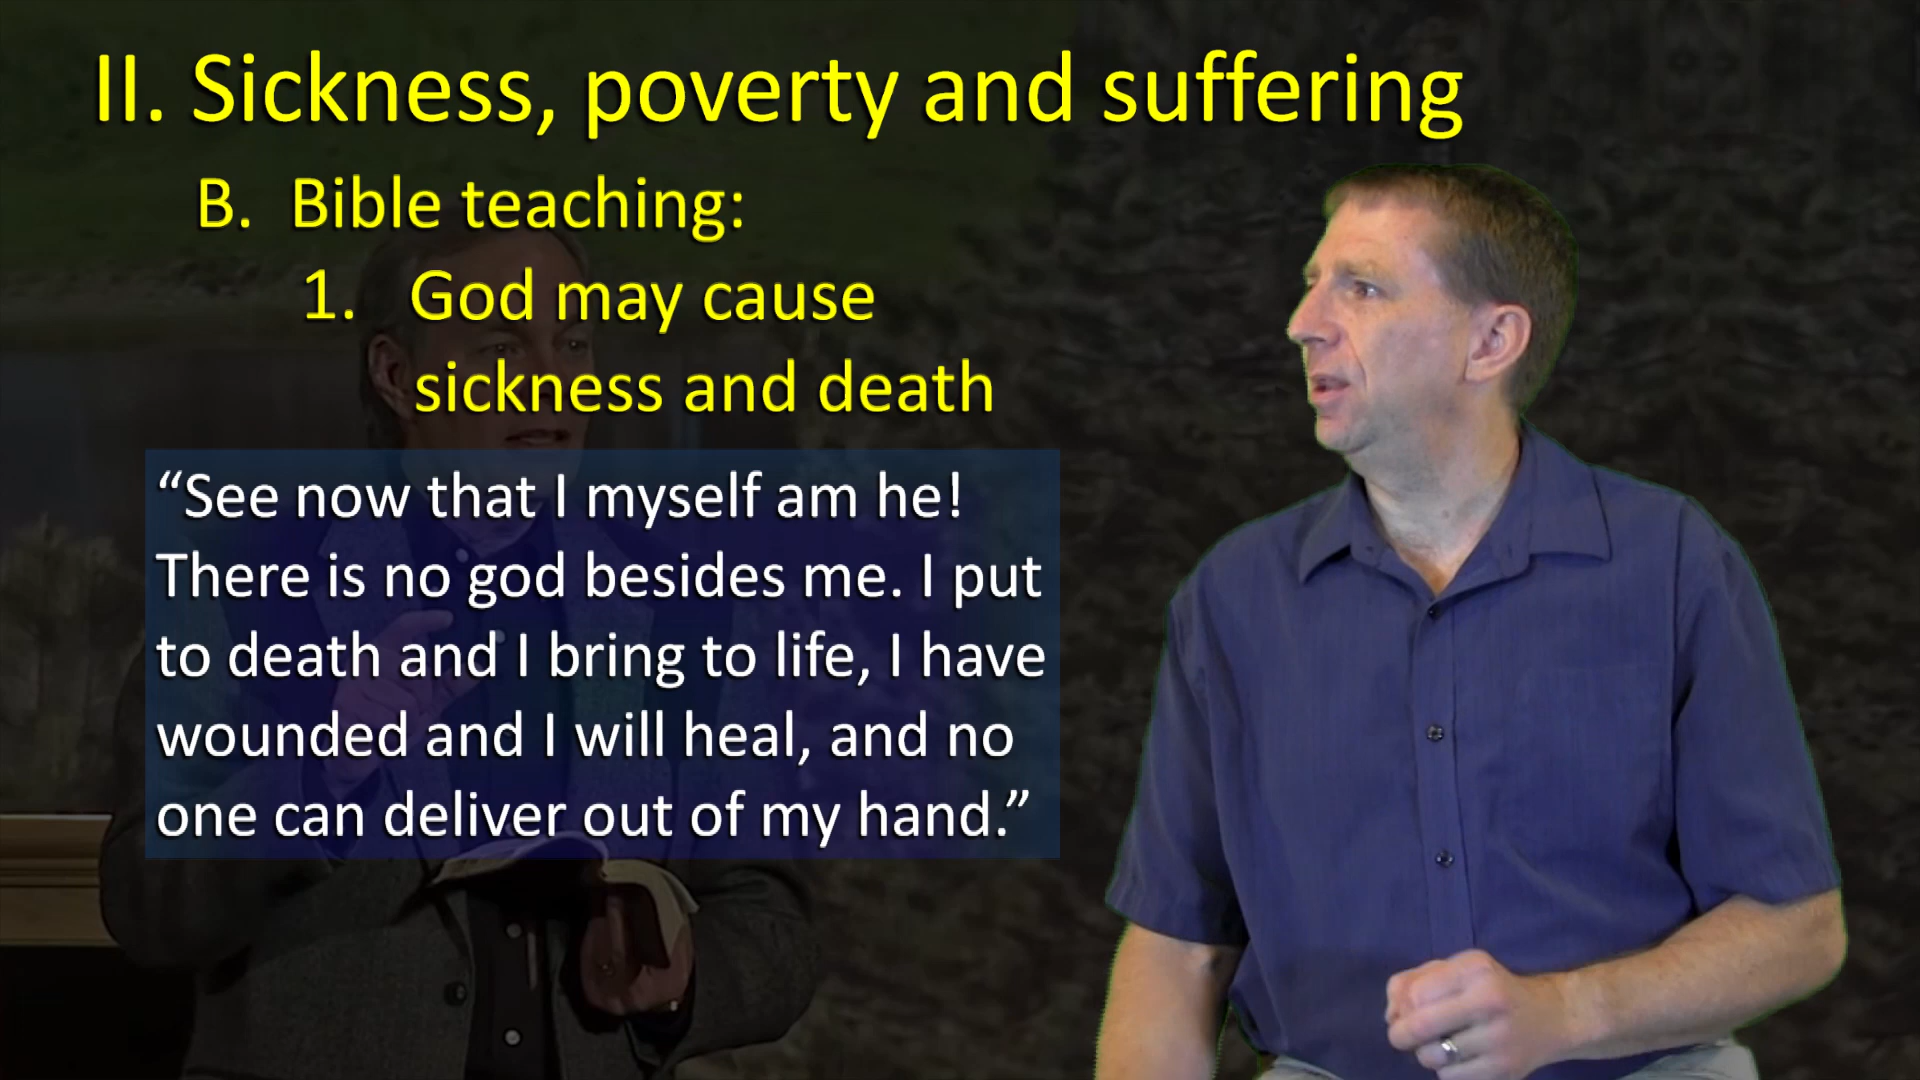 II. Sickness, poverty and suffering
B. Bible teaching:
1. God may cause
sickness and death
“See now that I myself am he!
There is no god besides me. I put
to death and I bring to life, I have
wounded and I will heal, and no
one can deliver out of my hand.”